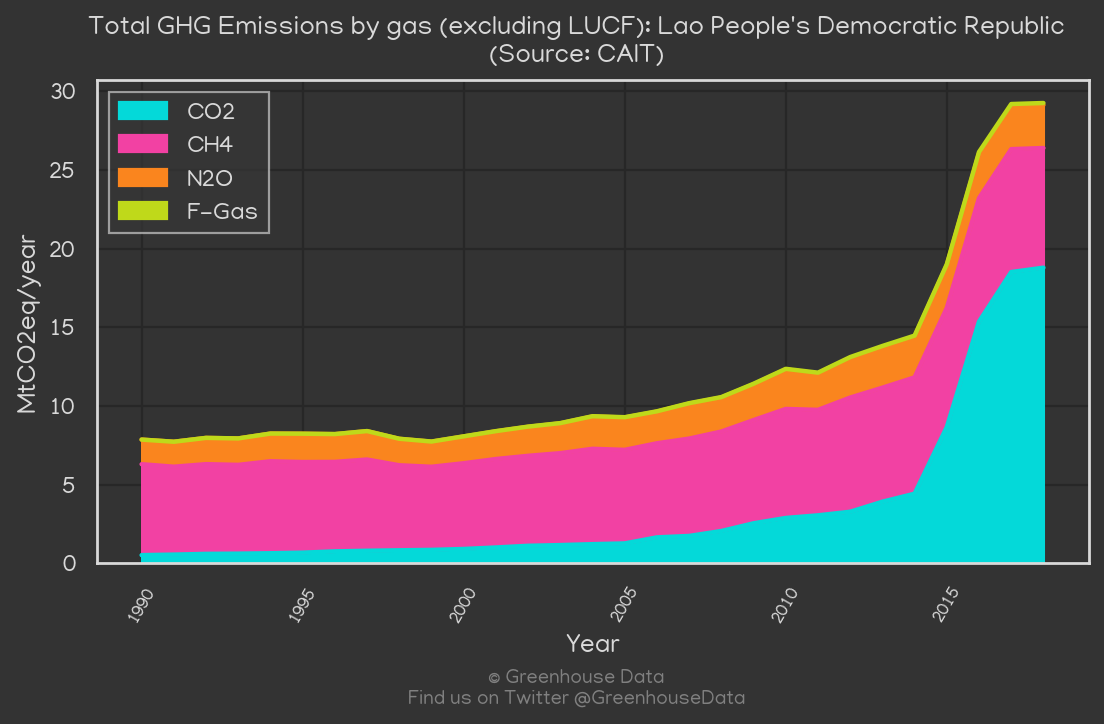 Total GHG Emissions by gas (excluding LUCF): Lao People's Democratic Republic
(Source: CAIT)
30
25
20
15
10
5
0
MtCO2eq/year
CO2
CH4
N2O
F-Gas
1990
1995
2000
2005
2010
2015
Year
© Greenhouse Data
Find us on Twitter @GreenhouseData